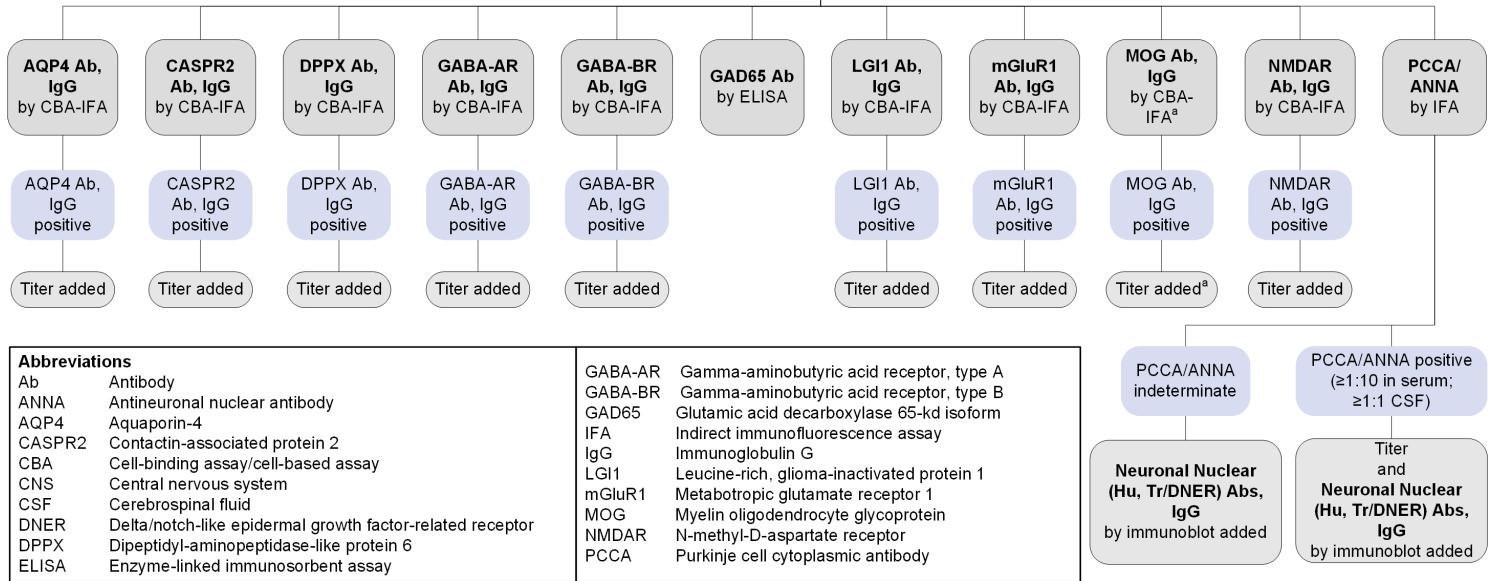 AQP4 Ab,
IgG
by CBA-IFA
CASPR2
Ab, IgG
by CBA-IFA
DPPX Ab,
IgG
by CBA-IFA
GABA-AR
Ab, IgG
by CBA-IFA
GABA-BR
Ab, IgG
by CBA-IFA
GAD65 Ab
by ELISA
LGI1 Ab,
IgG
by CBA-IFA
mGluR1
Ab, IgG
by CBA-IFA
MOG Ab,
IgG
by CBA-
IFAa
NMDAR
Ab, IgG
by CBA-IFA
PCCA/
ANNA
by IFA
AQP4 Ab,
IgG
positive
CASPR2
Ab, IgG
positive
DPPX Ab,
IgG
positive
GABA-AR
Ab, IgG
positive
GABA-BR
Ab, IgG
positive
LGI1 Ab,
IgG
positive
mGluR1
Ab, IgG
positive
MOG Ab,
IgG
positive
NMDAR
Ab, IgG
positive
Titer added
Titer added
Titer added
Titer added
Titer added
Titer added
Titer added
Titer addeda
Titer added
PCCA/ANNA
indeterminate
PCCA/ANNA positive
(≥1:10 in serum;
≥1:1 CSF)
Neuronal Nuclear
(Hu, Tr/DNER) Abs,
IgG
by immunoblot added
Titer
and
Neuronal Nuclear
(Hu, Tr/DNER) Abs,
IgG
by immunoblot added
Abbreviations
Ab Antibody
ANNA Antineuronal nuclear antibody
AQP4 Aquaporin-4
CASPR2 Contactin-associated protein 2
CBA Cell-binding assay/cell-based assay
CNS Central nervous system
CSF Cerebrospinal fluid
DNER Delta/notch-like epidermal growth factor-related receptor
DPPX Dipeptidyl-aminopeptidase-like protein 6
ELISA Enzyme-linked immunosorbent assay
GABA-AR Gamma-aminobutyric acid receptor, type A
GABA-BR Gamma-aminobutyric acid receptor, type B
GAD65 Glutamic acid decarboxylase 65-kd isoform
IFA Indirect immunofluorescence assay
IgG Immunoglobulin G
LGI1 Leucine-rich, glioma-inactivated protein 1
mGluR1 Metabotropic glutamate receptor 1
MOG Myelin oligodendrocyte glycoprotein
NMDAR N-methyl-D-aspartate receptor
PCCA Purkinje cell cytoplasmic antibody